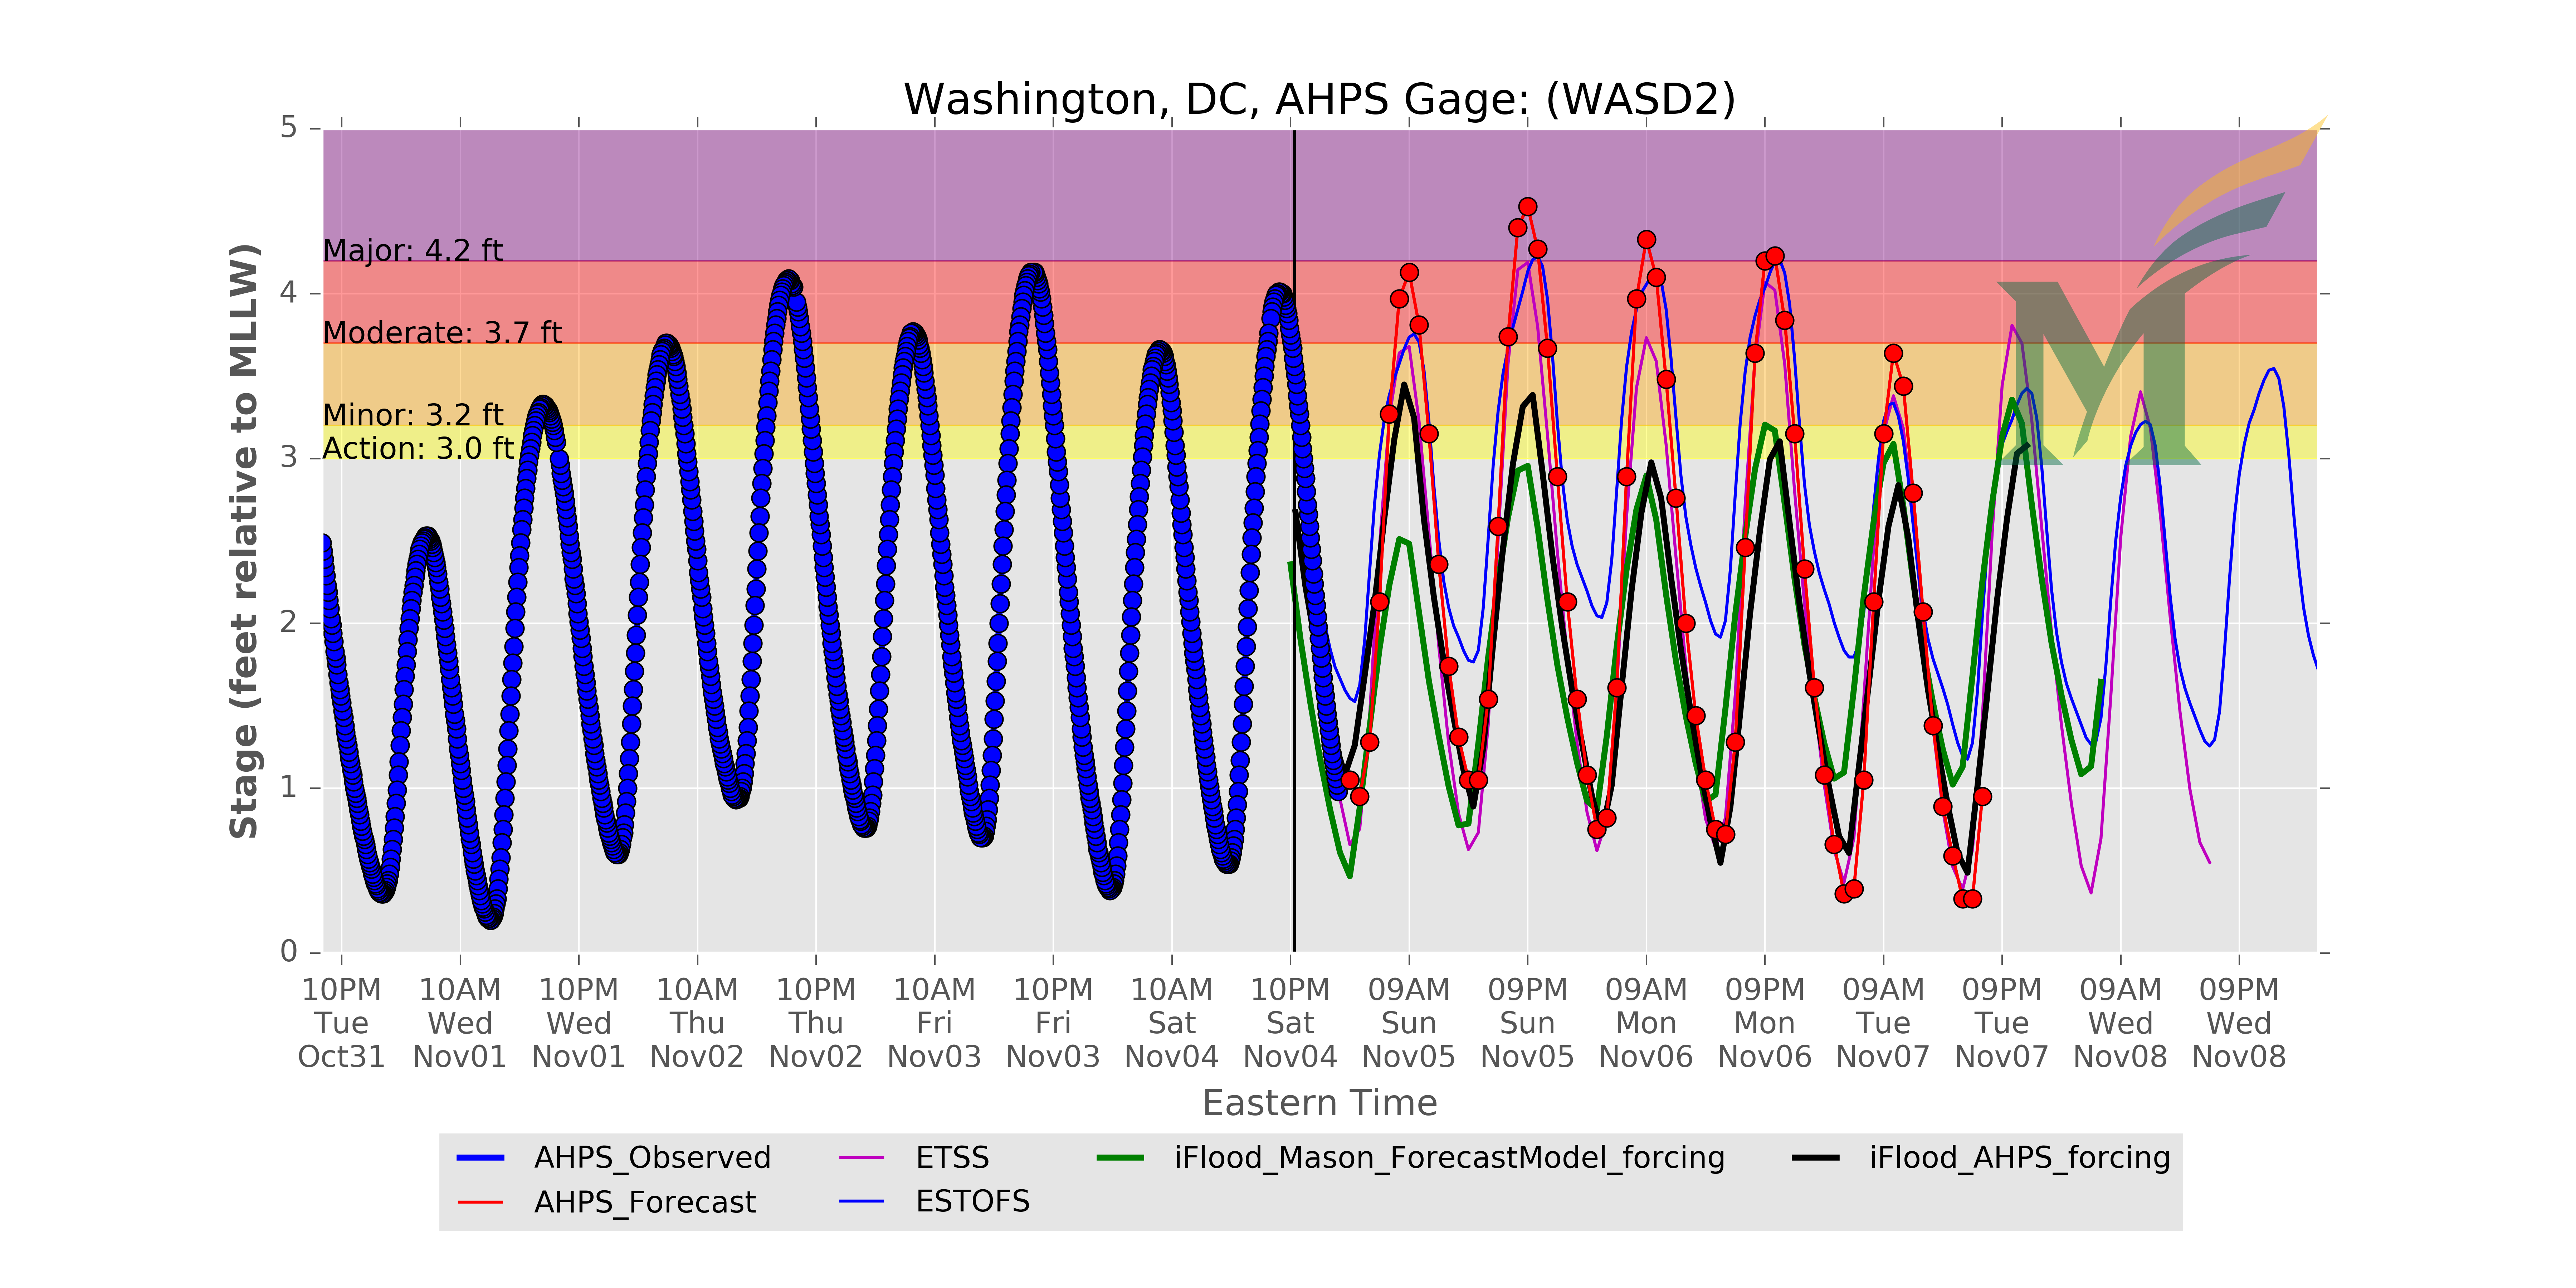 Washington, DC, AHPS Gage: (WASD2)
5
Major: 4.2 ft
4
Moderate: 3.7 ft
Minor: 3.2 ft
Action: 3.0 ft
3
2
1
0
Stage (feet relative to MLLW)
M
10PM 10AM 10PM 10AM 10PM 10AM 10PM 10AM 10PM 09AM 09PM 09AM 09PM 09AM 09PM 09AM 09PM
Tue Wed Wed Thu Thu Fri Fri Sat Sat Sun Sun Mon Mon Tue Tue Wed Wed
Oct31 Nov01 Nov01 Nov02 Nov02 Nov03 Nov03 Nov04 Nov04 Nov05 Nov05 Nov06 Nov06 Nov07 Nov07 Nov08 Nov08
Eastern Time
AHPS_Observed ETSS iFlood_Mason_ForecastModel_forcing iFlood_AHPS_forcing
AHPS_Forecast ESTOFS